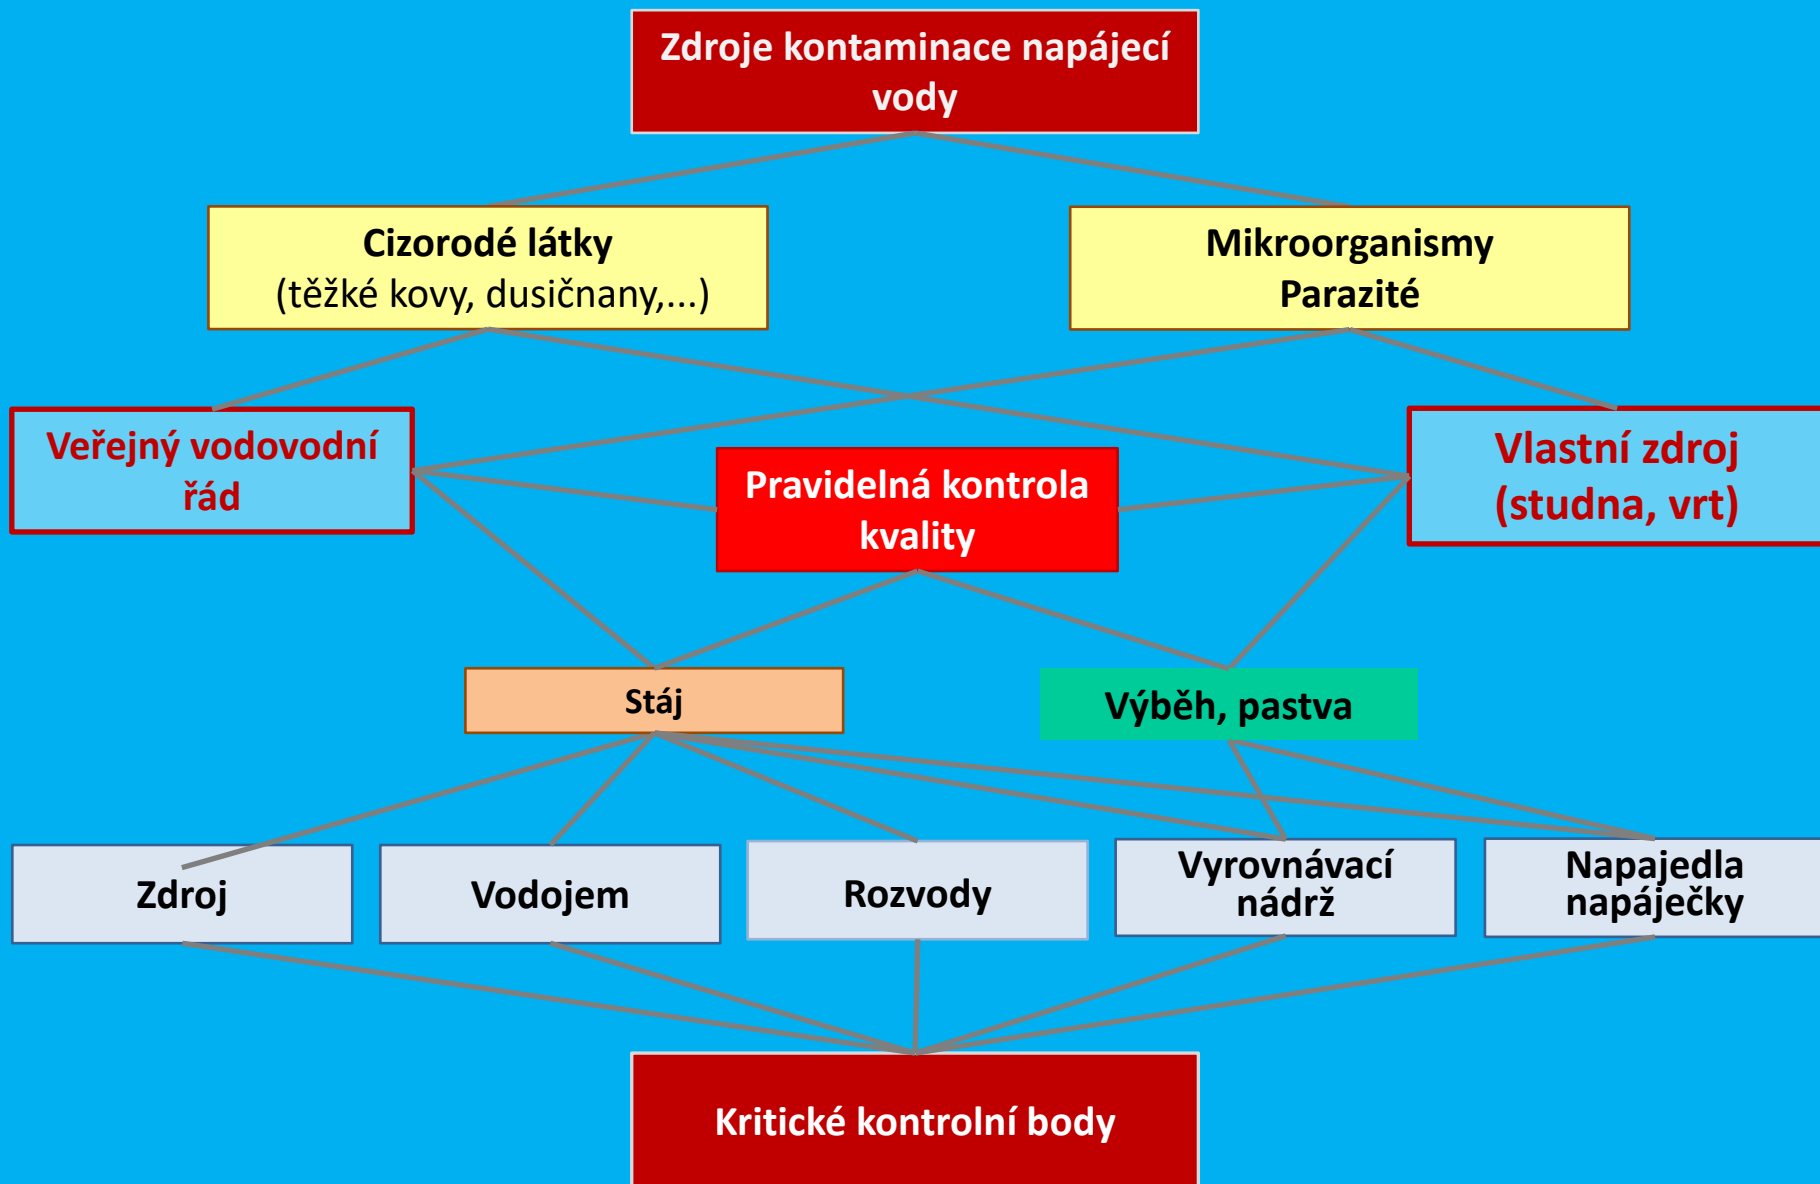 Zdroje kontaminace napájecí
vody
Cizorodé látky
(těžké kovy, dusičnany,...)
Mikroorganismy
Parazité
Veřejný vodovodní
řád
Pravidelná kontrola
kvality
Vlastní zdroj
(studna, vrt)
Stáj
Výběh, pastva
Zdroj
Vodojem
Rozvody
Vyrovnávací
nádrž
Napajedla
napáječky
Kritické kontrolní body